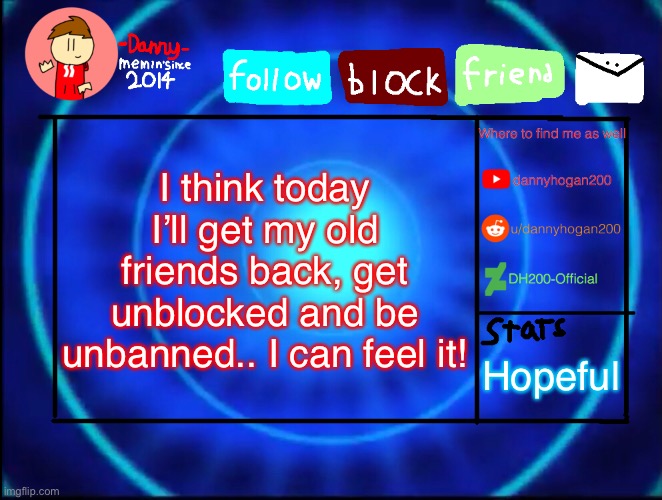 -Danny-
memin'since
2014
follow
block
friend
Where to find me as well
dannyhogan200
u/dannyhogan200
DH200-Official
I think today
I’ll get my old
friends back, get
unblocked and be
unbanned.. I can feel it!
Stats
Hopeful
imgflip.com